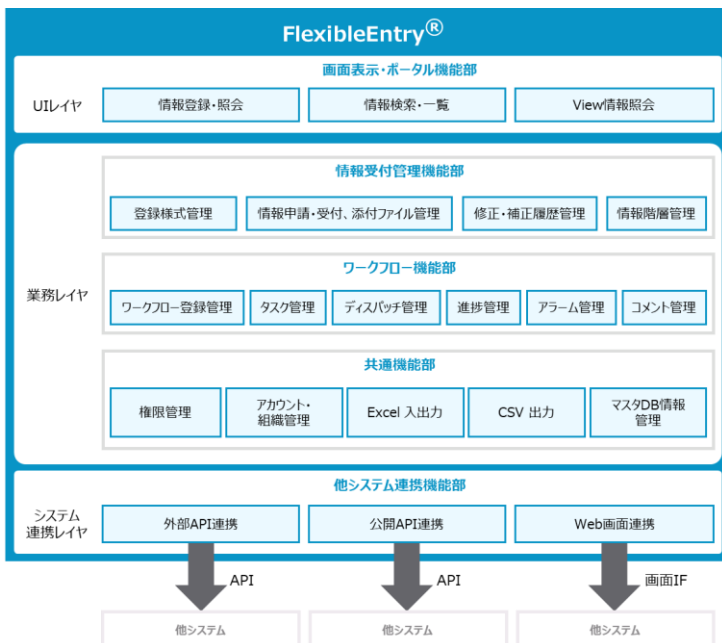 FlexibleEntry®
画面表示・ポータル機能部
UIレイヤ
情報登録・照会
情報検索・一覧
View情報照会
情報受付管理機能部
登録様式管理
情報申請・受付、添付ファイル管理
修正・補正履歴管理
情報階層管理
ワークフロー機能部
業務レイヤ
ワークフロー登録管理
タスク管理
ディスパッチ管理
進捗管理
アラーム管理
コメント管理
共通機能部
権限管理
アカウント・
組織管理
Excel 入出力
CSV 出力
マスタDB情報
管理
他システム連携機能部
システム
連携レイヤ
外部API連携
公開API連携
Web画面連携
API
API
画面IF
他システム
他システム
他システム